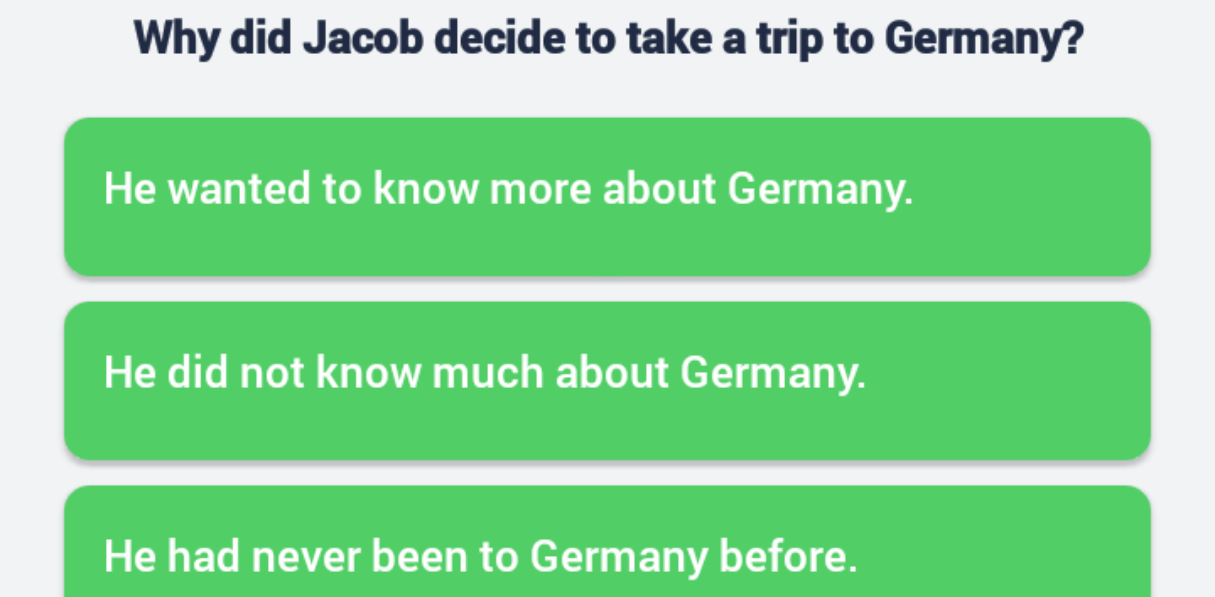 Why did Jacob decide to take a trip to Germany?
He wanted to know more about Germany.
He did not know much about Germany.
He had never been to Germany before.